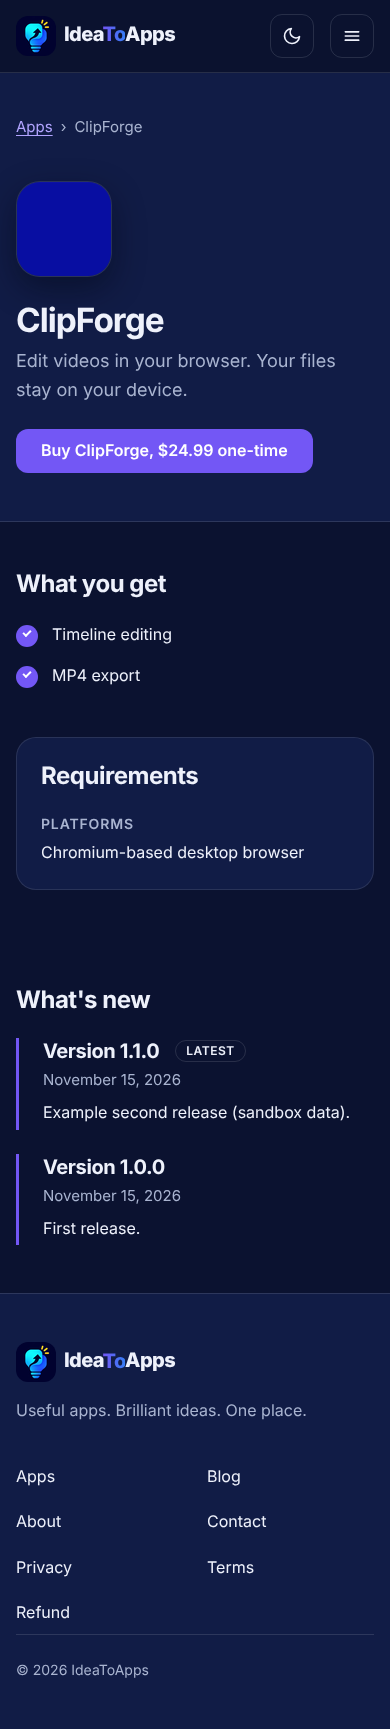 IdeaToApps
Apps › ClipForge
ClipForge
Edit videos in your browser. Your files
stay on your device.
Buy ClipForge, $24.99 one-time
What you get
Timeline editing
MP4 export
Requirements
PLATFORMS
Chromium-based desktop browser
What's new
Version 1.1.0 LATEST
November 15, 2026
Example second release (sandbox data).
Version 1.0.0
November 15, 2026
First release.
IdeaToApps
Useful apps. Brilliant ideas. One place.
Apps Blog
About Contact
Privacy Terms
Refund
© 2026 IdeaToApps